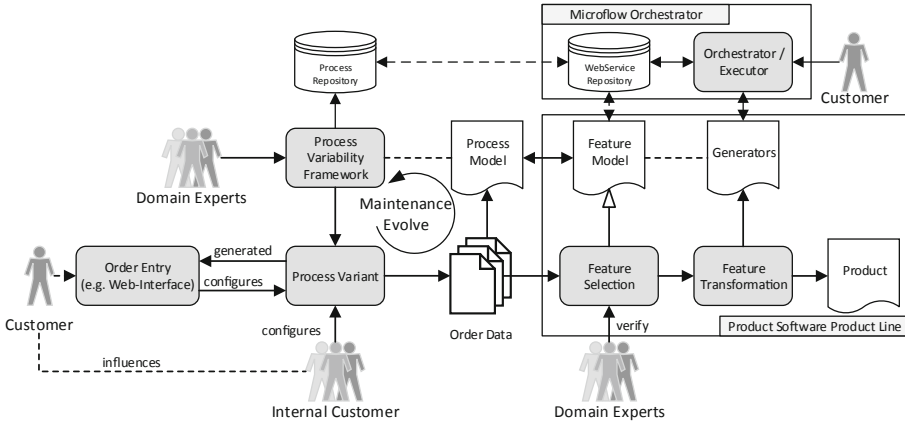 Microflow Orchestrator
Process
Repository
WebService
Repository
Orchestrator /
Executor
Customer
Process
Variability
Framework
Process
Model
Feature
Model
Generators
Domain Experts
Maintenance
Evolve
Order Entry
(e.g. Web-Interface)
generated
configures
Process Variant
Feature
Selection
Feature
Transformation
Product
Customer
configures
Order Data
verify
Product Software Product Line
influences
Internal Customer
Domain Experts